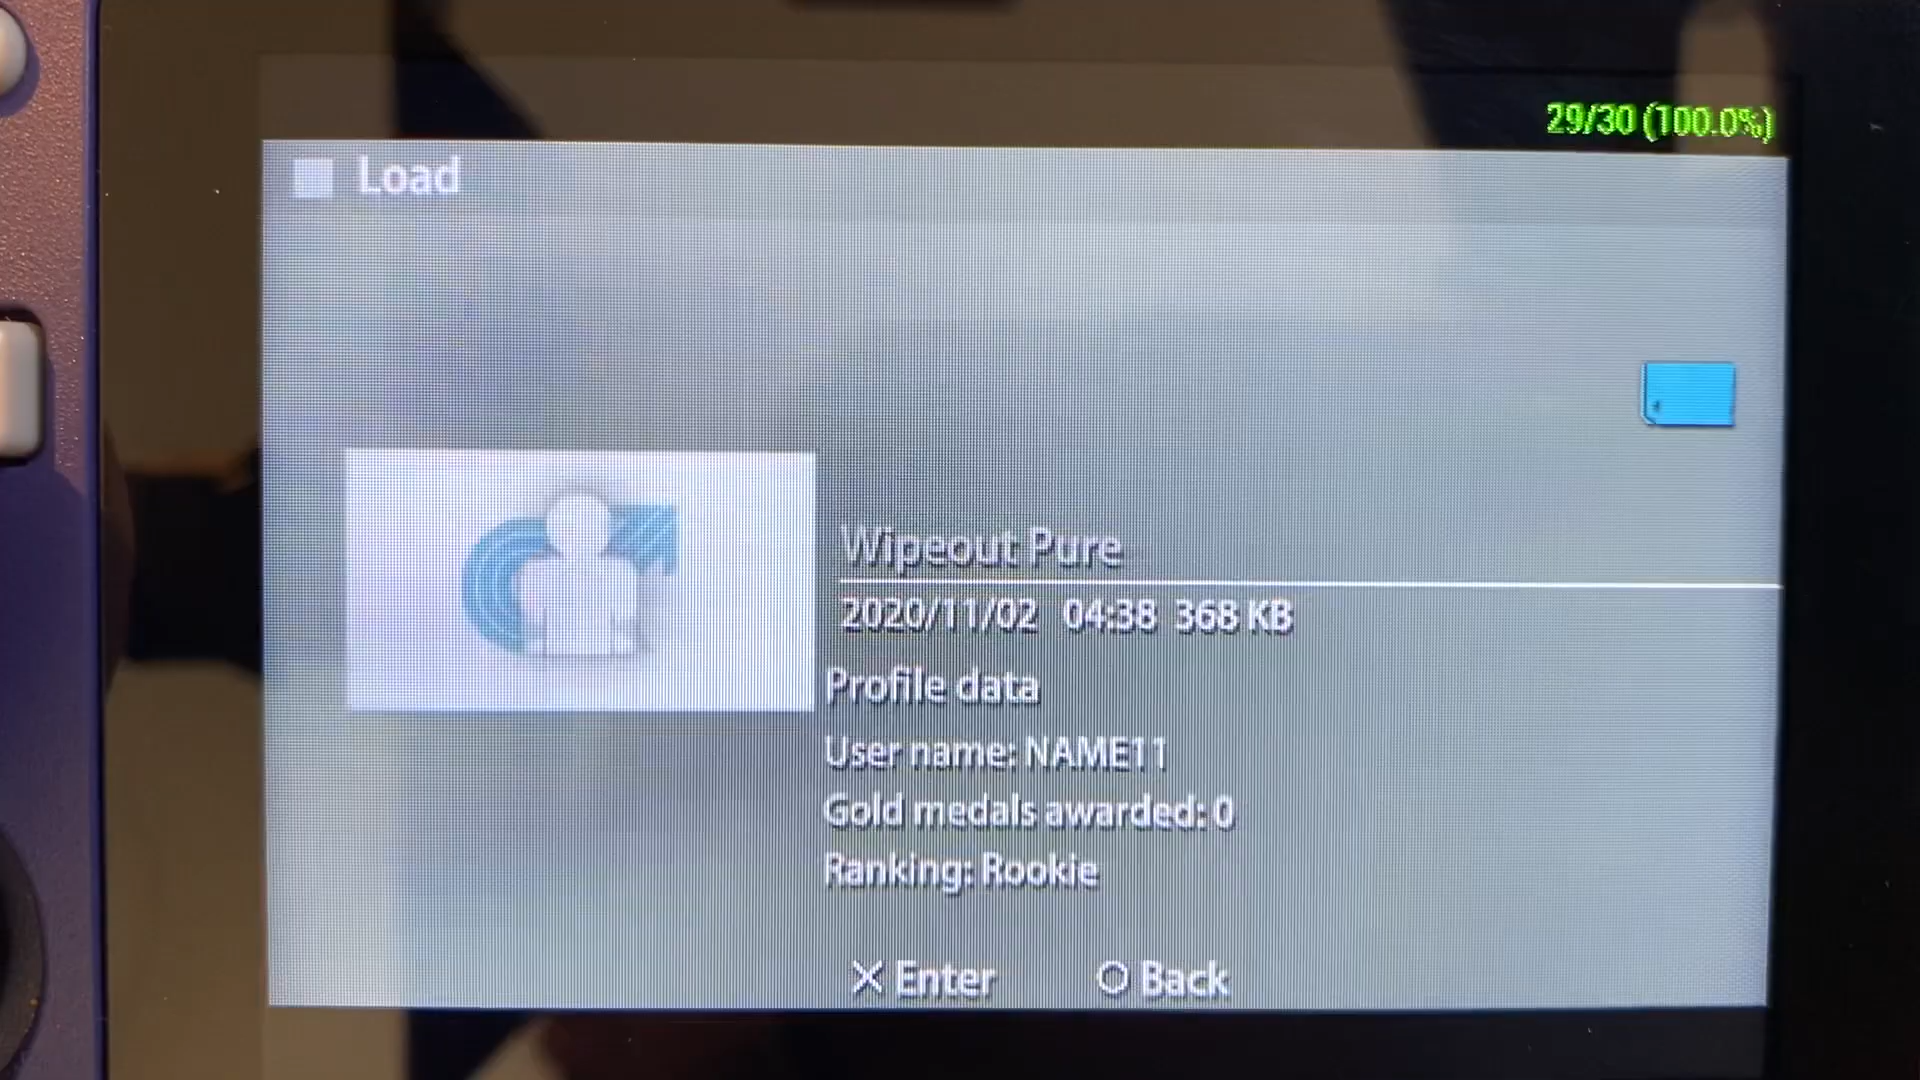 29/30 (100.0%)
Load
Wipeout Pure
2020/11/02 04:38 368 KB
Profile data
User name: NAME11
Gold medals awarded: 0
Ranking: Rookie
X Enter O Back